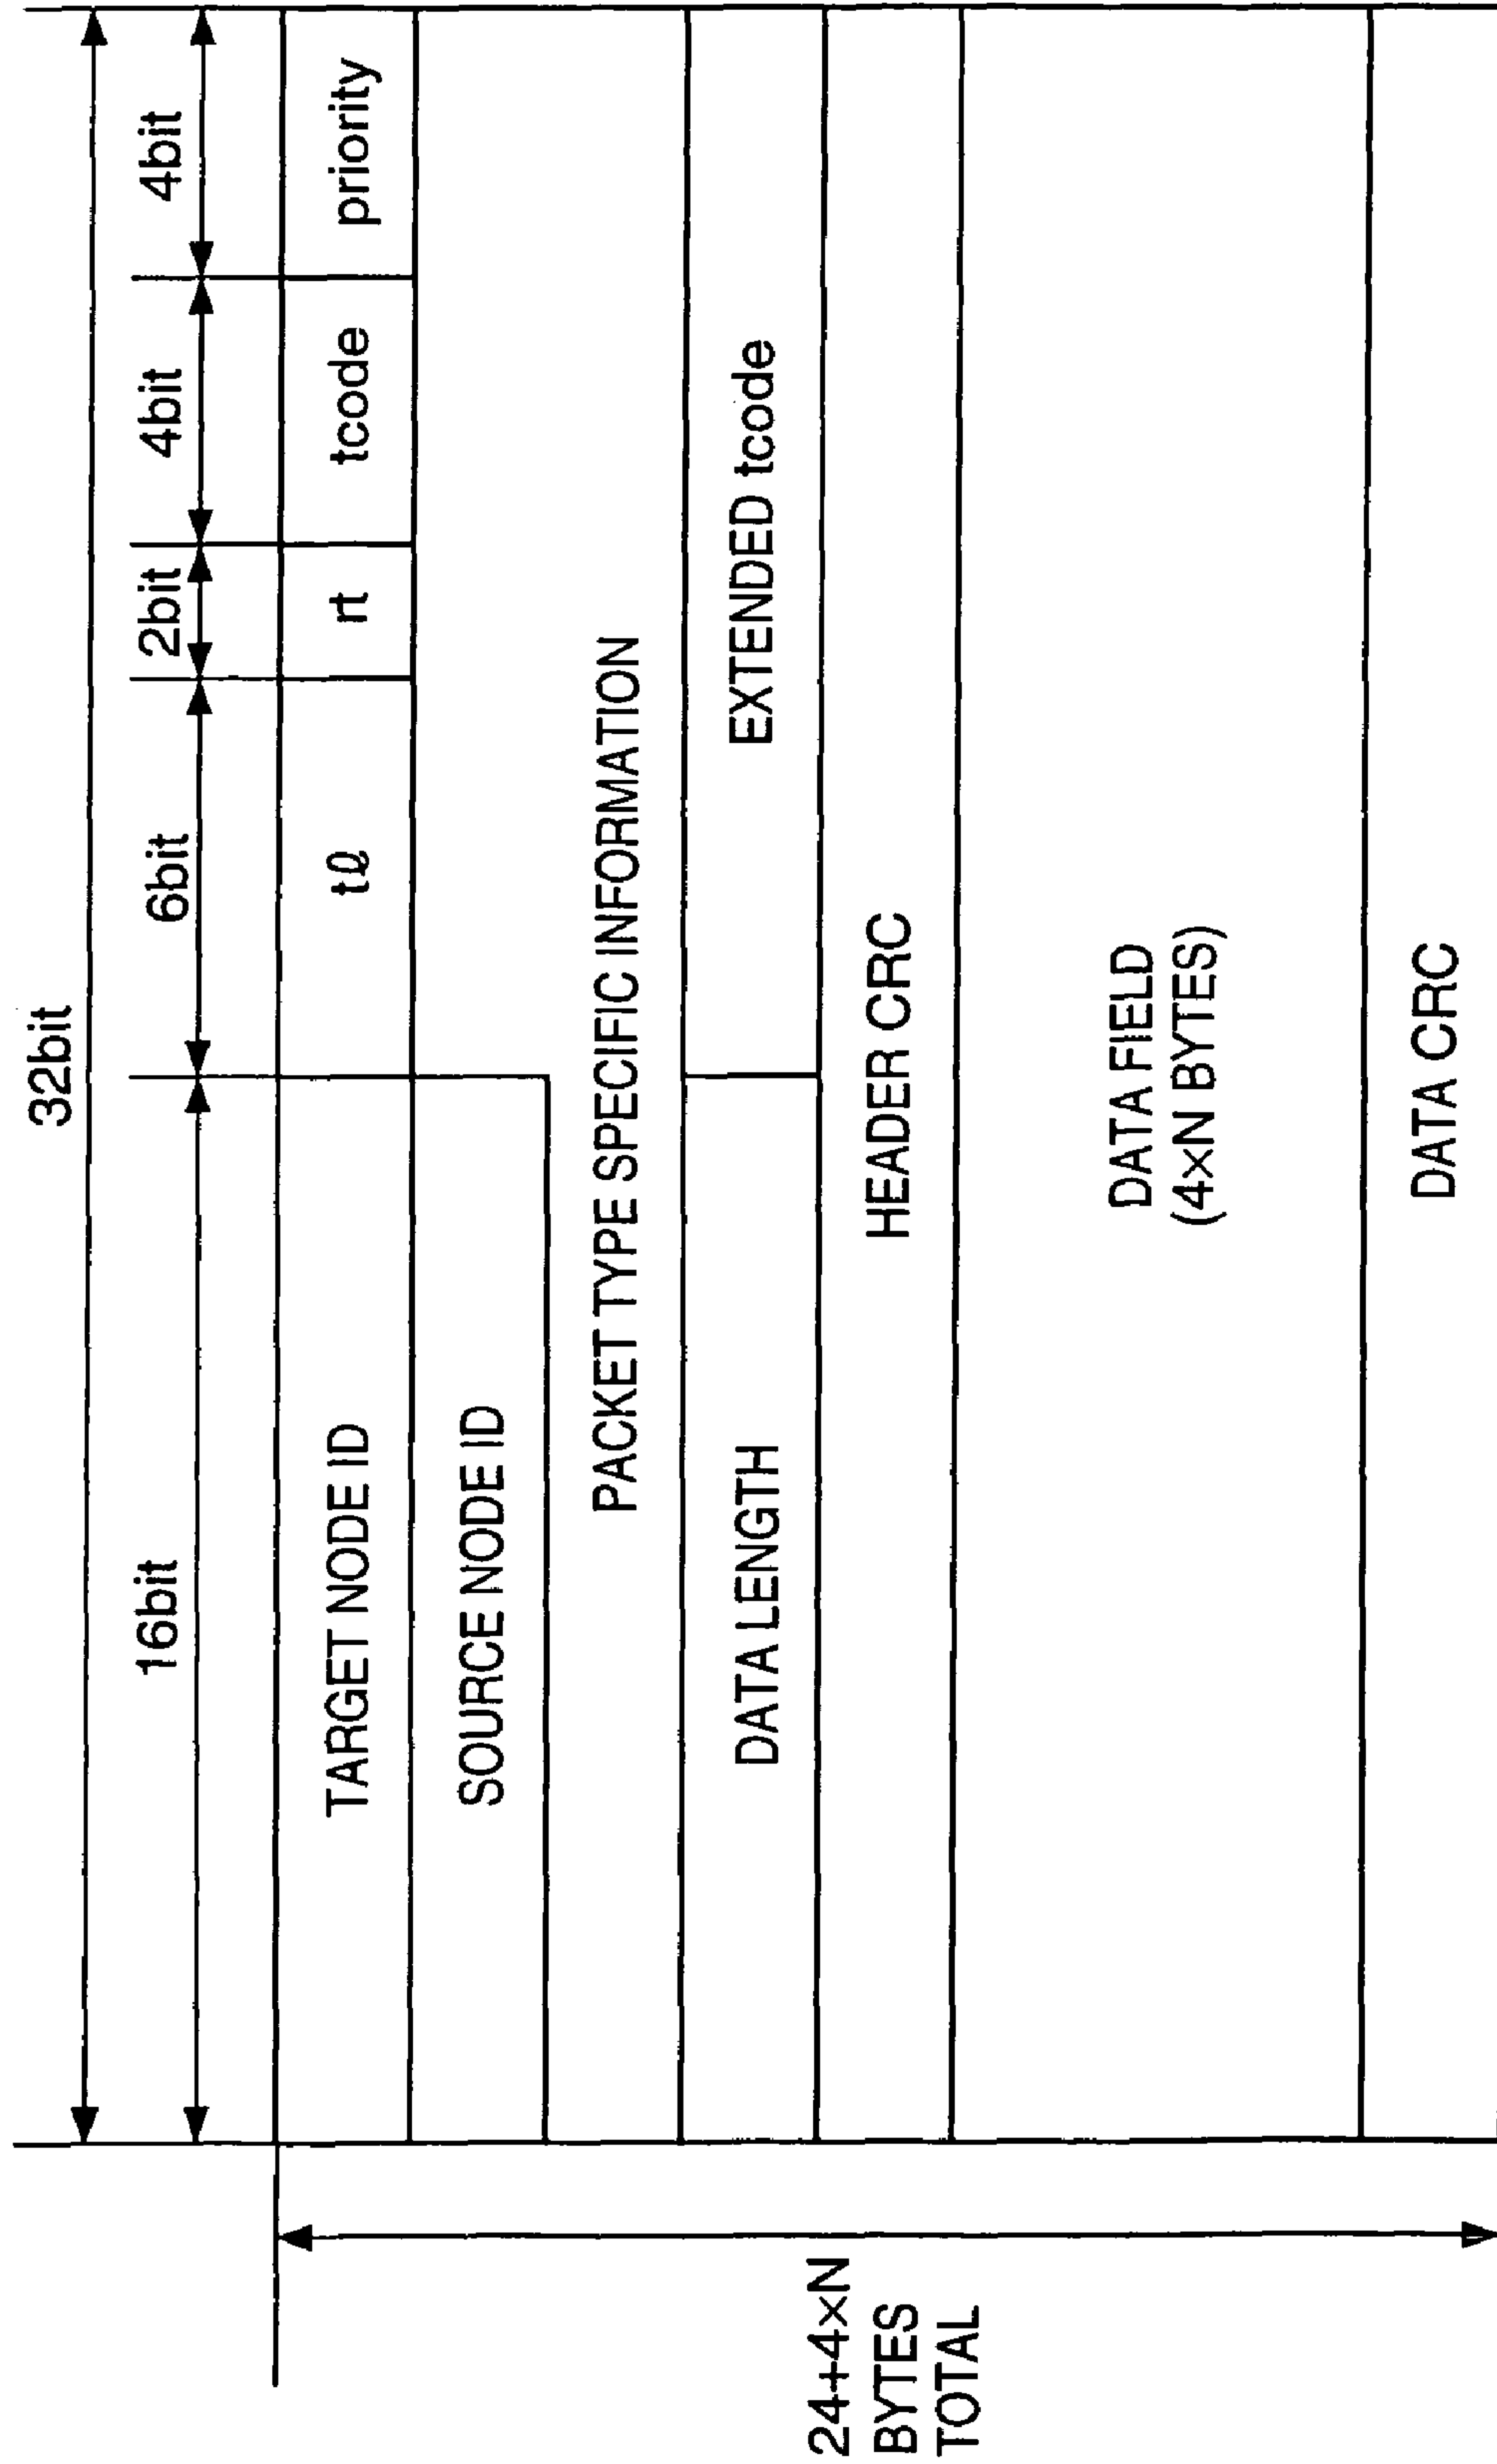 32bit
16bit 6bit 2bit 4bit 4bit
TARGET NODE ID tℓ rt tcode priority
SOURCE NODE ID
PACKET TYPE SPECIFIC INFORMATION
DATA LENGTH EXTENDED tcode
HEADER CRC
DATA FIELD
(4×N BYTES)
DATA CRC
24+4×N
BYTES
TOTAL